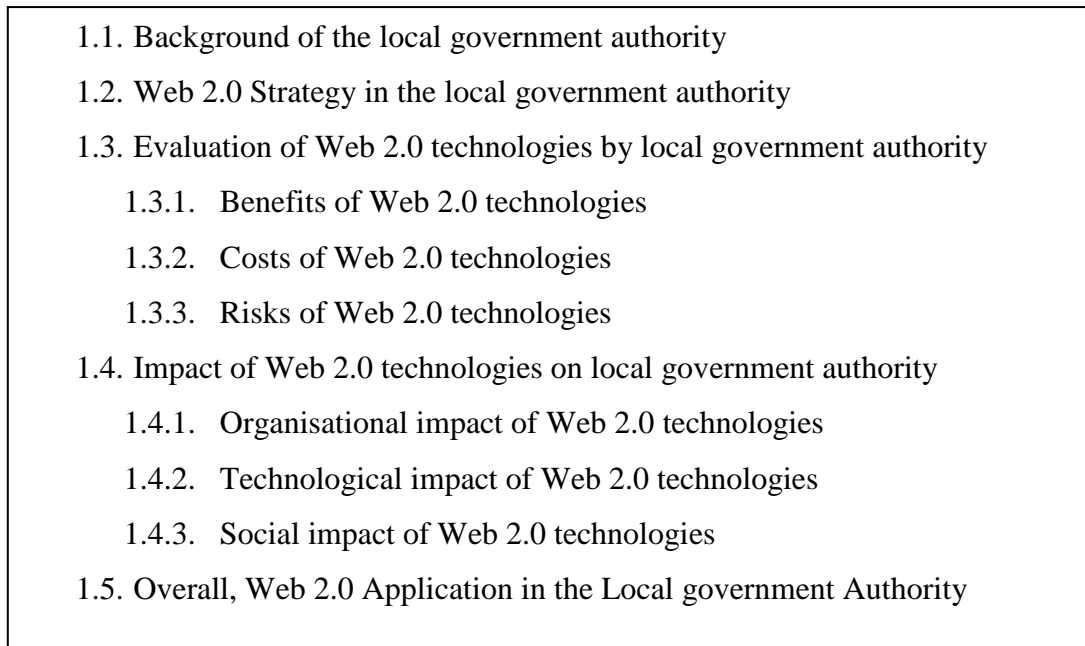 1.1. Background of the local government authority
1.2. Web 2.0 Strategy in the local government authority
1.3. Evaluation of Web 2.0 technologies by local government authority
1.3.1. Benefits of Web 2.0 technologies
1.3.2. Costs of Web 2.0 technologies
1.3.3. Risks of Web 2.0 technologies
1.4. Impact of Web 2.0 technologies on local government authority
1.4.1. Organisational impact of Web 2.0 technologies
1.4.2. Technological impact of Web 2.0 technologies
1.4.3. Social impact of Web 2.0 technologies
1.5. Overall, Web 2.0 Application in the Local government Authority